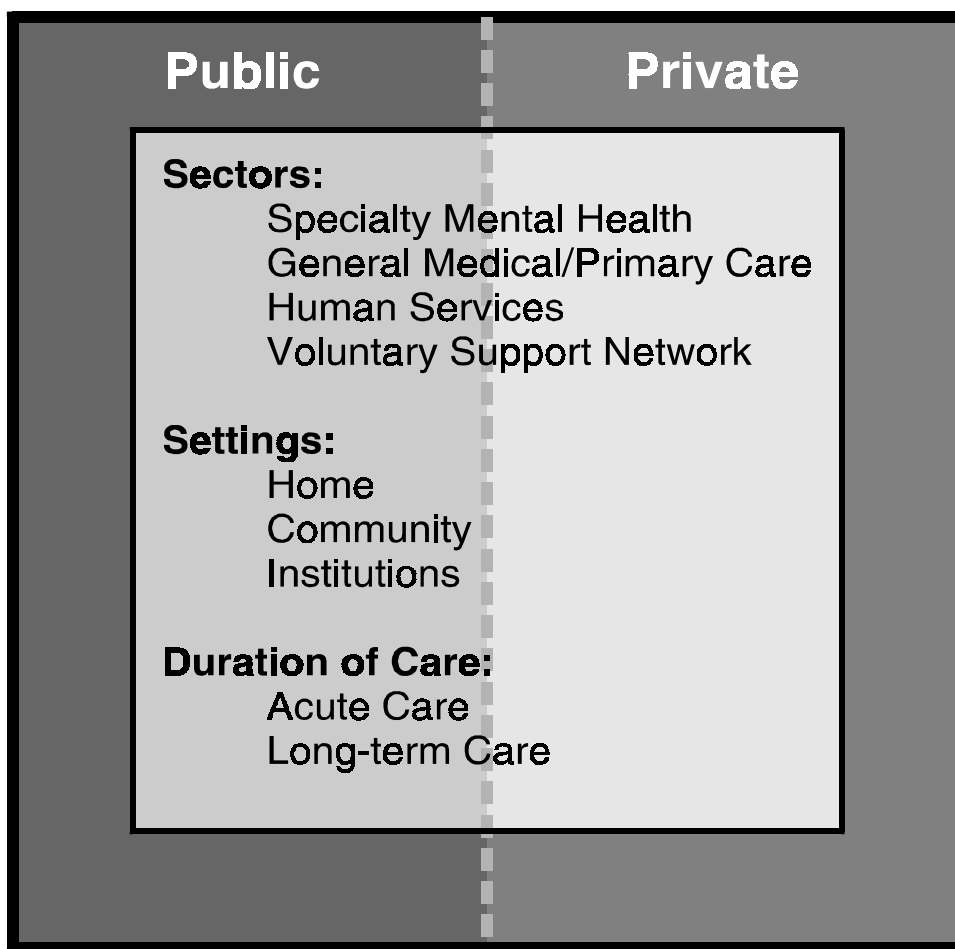 Public Private
Sectors:
Specialty Mental Health
General Medical/Primary Care
Human Services
Voluntary Support Network
Settings:
Home
Community
Institutions
Duration of Care:
Acute Care
Long-term Care